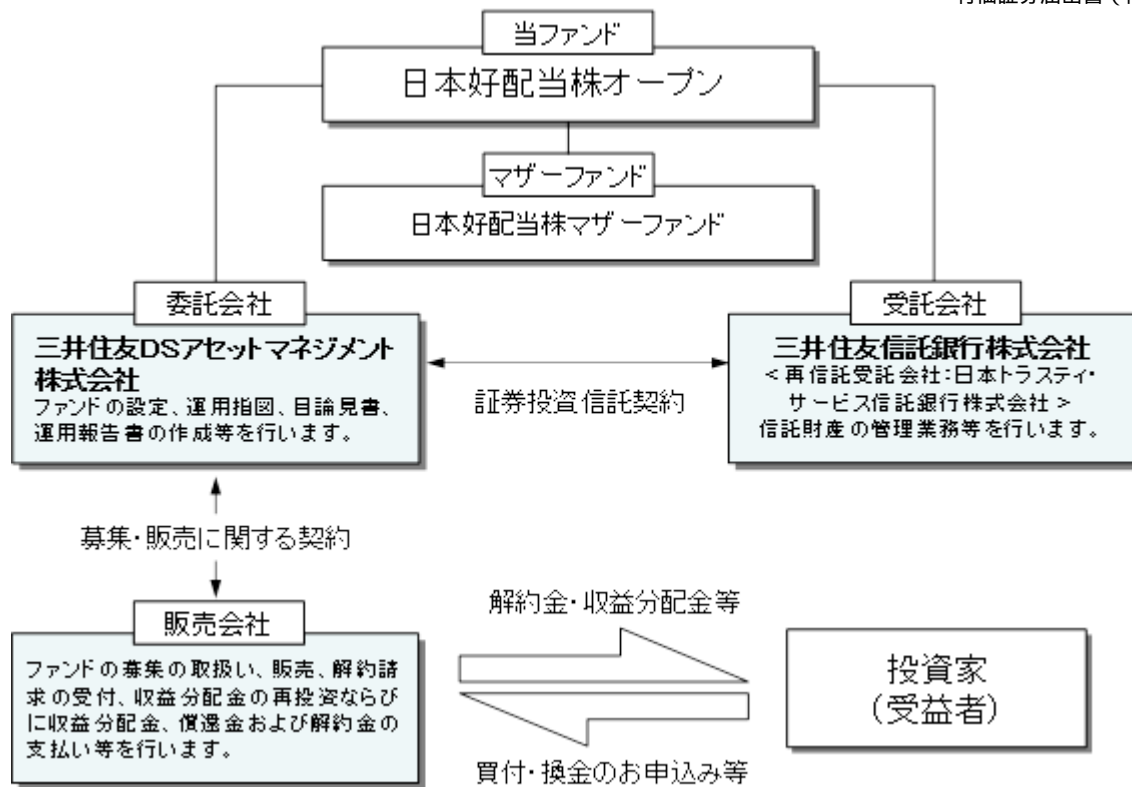 当ファンド
日本好配当株オープン
マザーファンド
日本好配当株マザーファンド
委託会社
三井住友DSアセットマネジメント
株式会社
ファンドの設定、運用指図、目論見書、
運用報告書の作成等を行います。
証券投資信託契約
受託会社
三井住友信託銀行株式会社
<再信託受託会社:日本トラスティ・
サービス信託銀行株式会社>
信託財産の管理業務等を行います。
募集・販売に関する契約
販売会社
ファンドの募集の取扱い、販売、解約請
求の受付、収益分配金の再投資ならび
に収益分配金、償還金および解約金の
支払い等を行います。
解約金・収益分配金等
買付・換金のお申込み等
投資家
(受益者)